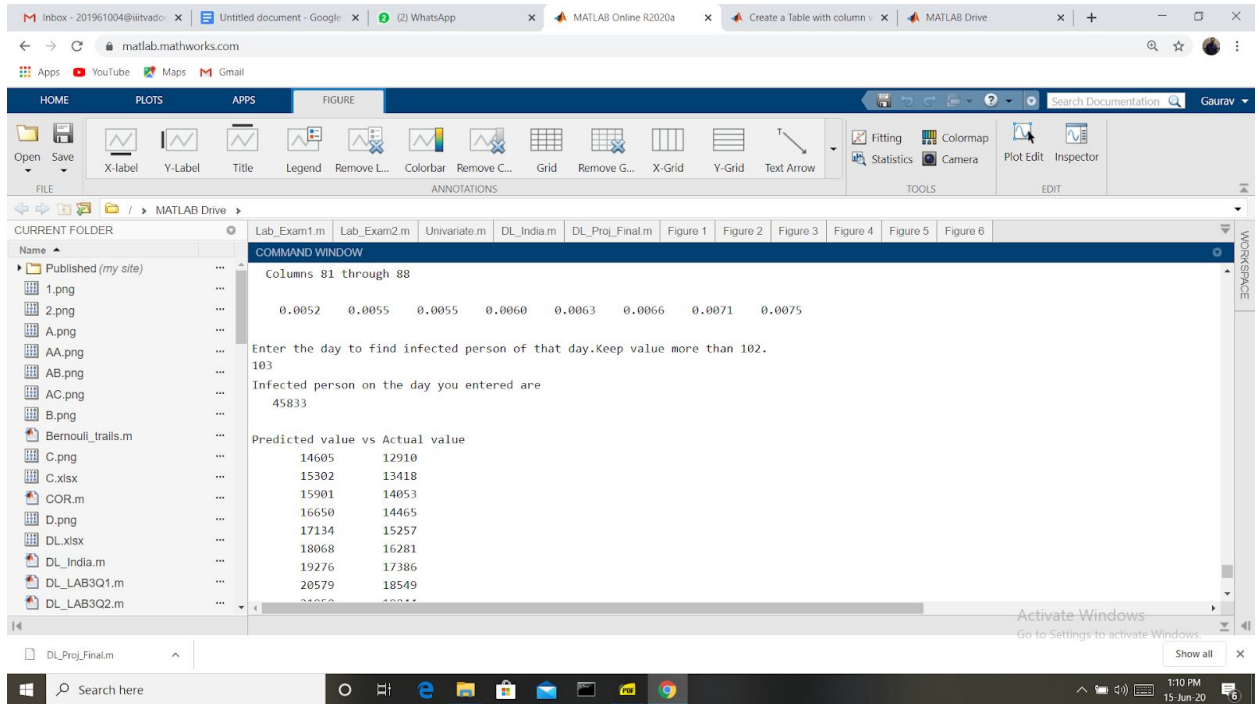 Inbox - 201961004@iiitvado
Untitled document - Google
(2) WhatsApp
MATLAB Online R2020a
Create a Table with column v
MATLAB Drive
matlab.mathworks.com
Apps YouTube Maps Gmail
HOME PLOTS APPS FIGURE
Search Documentation Gaurav
Open Save X-label Y-Label Title Legend Remove L... Colorbar Remove C... Grid Remove G... X-Grid Y-Grid Text Arrow
Fitting Colormap
Statistics Camera
Plot Edit Inspector
FILE ANNOTATIONS TOOLS EDIT
/ › MATLAB Drive ›
CURRENT FOLDER
Name
Published (my site)
1.png
2.png
A.png
AA.png
AB.png
AC.png
B.png
Bernouli_trails.m
C.png
C.xlsx
COR.m
D.png
DL.xlsx
DL_India.m
DL_LAB3Q1.m
DL_LAB3Q2.m
Lab_Exam1.m Lab_Exam2.m Univariate.m DL_India.m DL_Proj_Final.m Figure 1 Figure 2 Figure 3 Figure 4 Figure 5 Figure 6
COMMAND WINDOW
Columns 81 through 88
0.0052 0.0055 0.0055 0.0060 0.0063 0.0066 0.0071 0.0075
Enter the day to find infected person of that day.Keep value more than 102.
103
Infected person on the day you entered are
45833
Predicted value vs Actual value
14605 12910
15302 13418
15901 14053
16650 14465
17134 15257
18068 16281
19276 17386
20579 18549
WORKSPACE
Activate Windows
Go to Settings to activate Windows.
DL_Proj_Final.m
Show all
Search here
PDF
1:10 PM
15-Jun-20
6